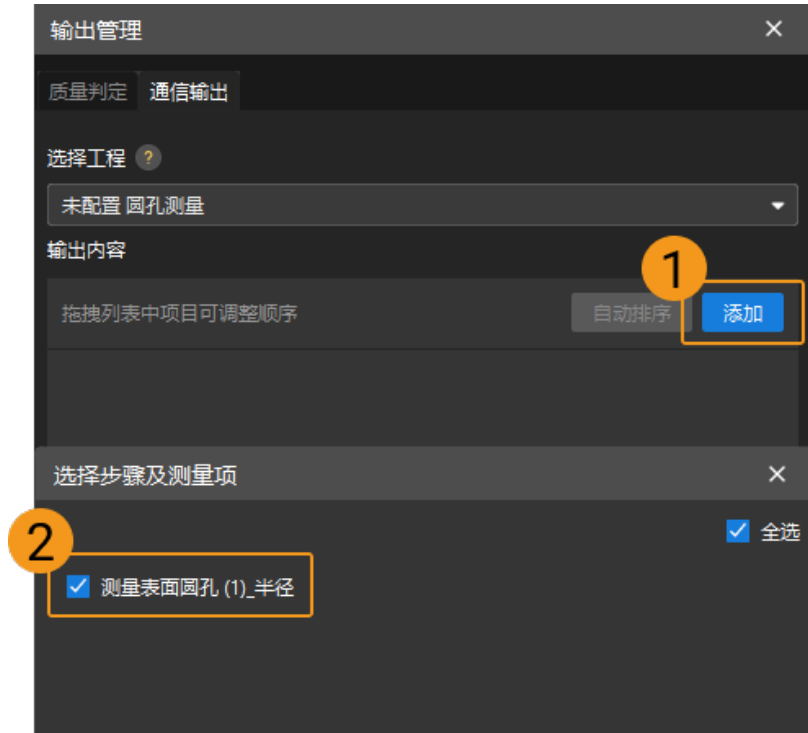 输出管理
质量判定 通信输出
选择工程 ?
未配置 圆孔测量
输出内容
1
拖拽列表中项目可调整顺序 自动排序 添加
选择步骤及测量项
全选
2
测量表面圆孔 (1)_半径